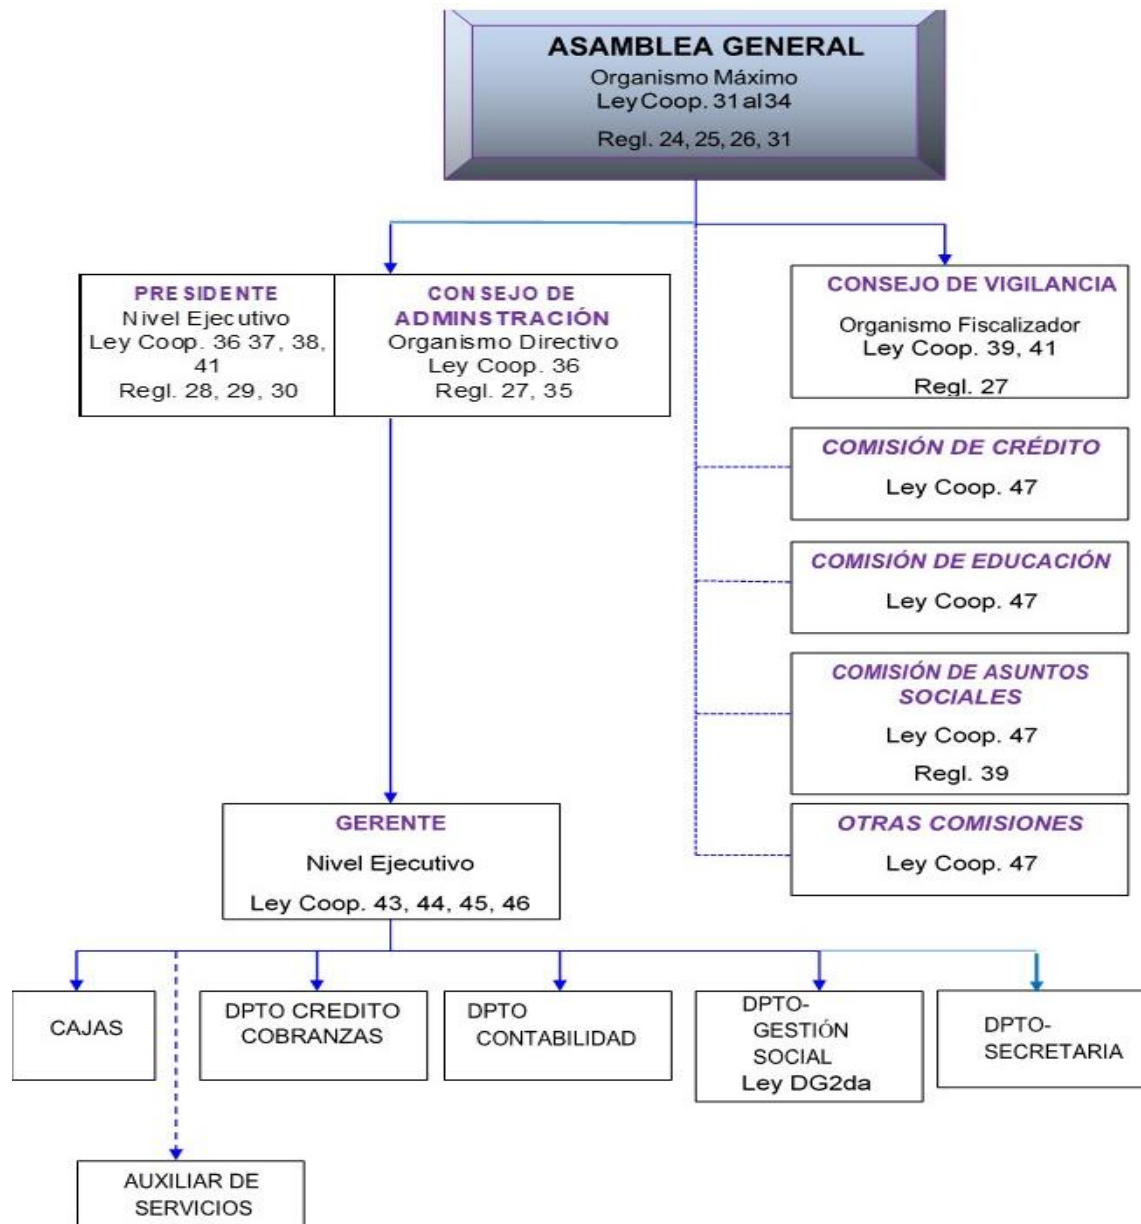 ASAMBLEA GENERAL
Organismo Máximo
Ley Coop. 31 al 34
Regl. 24, 25, 26, 31
PRESIDENTE
Nivel Ejecutivo
Ley Coop. 36 37, 38,
41
Regl. 28, 29, 30
CONSEJO DE
ADMINSTRACIÓN
Organismo Directivo
Ley Coop. 36
Regl. 27, 35
CONSEJO DE VIGILANCIA
Organismo Fiscalizador
Ley Coop. 39, 41
Regl. 27
COMISIÓN DE CRÉDITO
Ley Coop. 47
COMISIÓN DE EDUCACIÓN
Ley Coop. 47
COMISIÓN DE ASUNTOS
SOCIALES
Ley Coop. 47
Regl. 39
OTRAS COMISIONES
Ley Coop. 47
GERENTE
Nivel Ejecutivo
Ley Coop. 43, 44, 45, 46
CAJAS
DPTO CREDITO
COBRANZAS
DPTO
CONTABILIDAD
DPTO-
GESTIÓN
SOCIAL
Ley DG2da
DPTO-
SECRETARIA
AUXILIAR DE
SERVICIOS